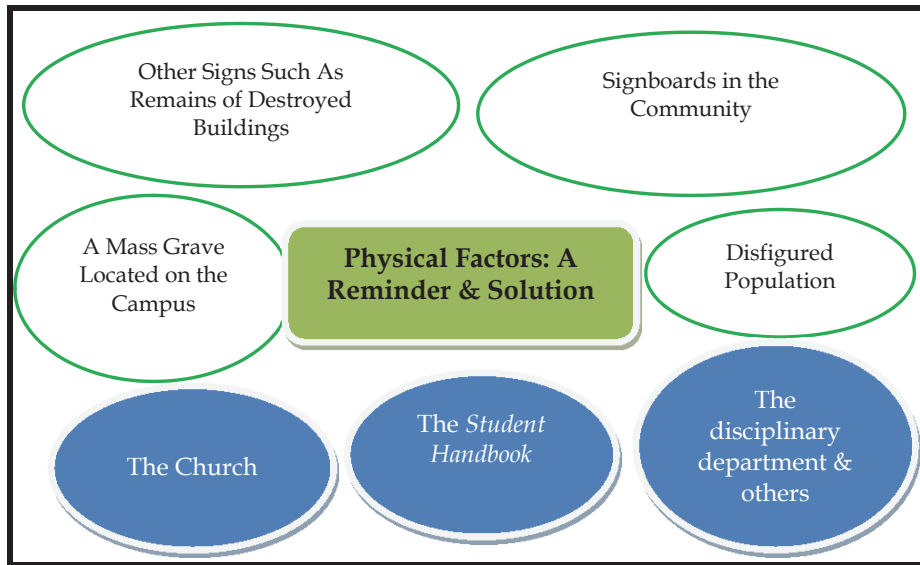 Other Signs Such As
Remains of Destroyed
Buildings
Signboards in the
Community
A Mass Grave
Located on the
Campus
Physical Factors: A
Reminder & Solution
Disfigured
Population
The Church
The Student
Handbook
The
disciplinary
department &
others